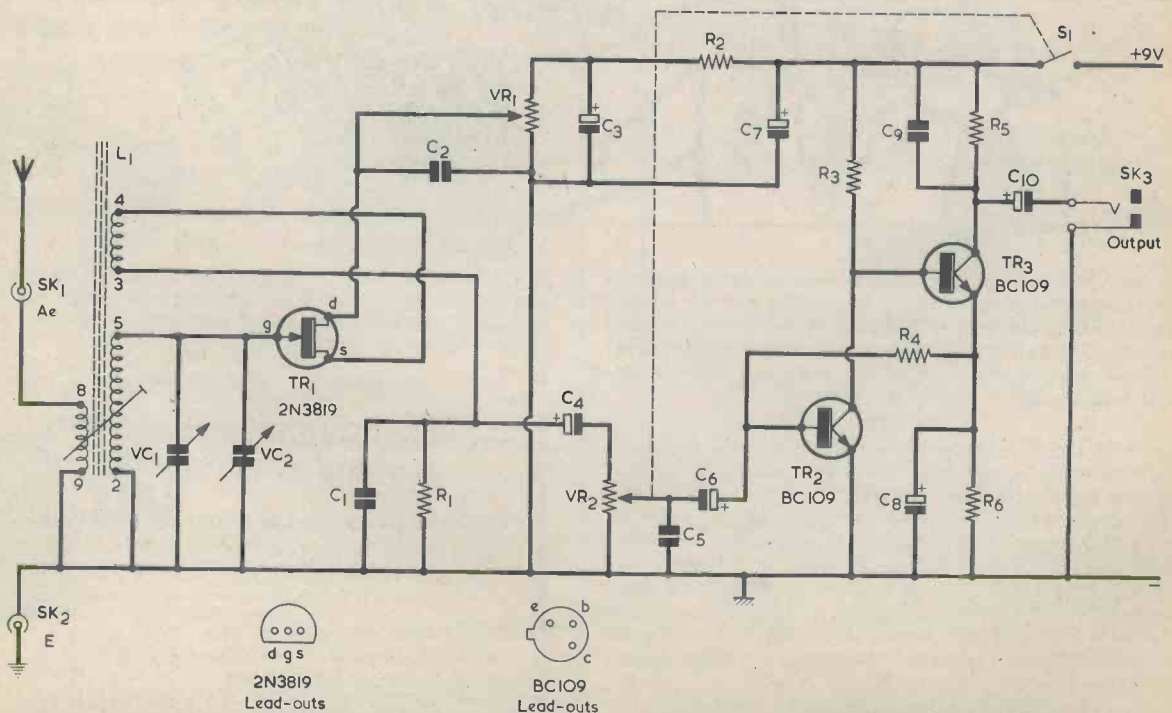 S1
+9V
R2
VR1
C3
C7
C9
R5
L1
C2
R3
C10
SK3
4
Output
3
TR3
BC109
SK1
Ae
5
g
d
s
R4
TR1
2N3819
8
C4
TR2
BC109
VC1
VC2
VR2
C6
C8
R6
C1
R1
C5
9
2
SK2
E
d g s
e
b
c
2N3819
Lead-outs
BC109
Lead-outs
+
+
+
+
+
+
−